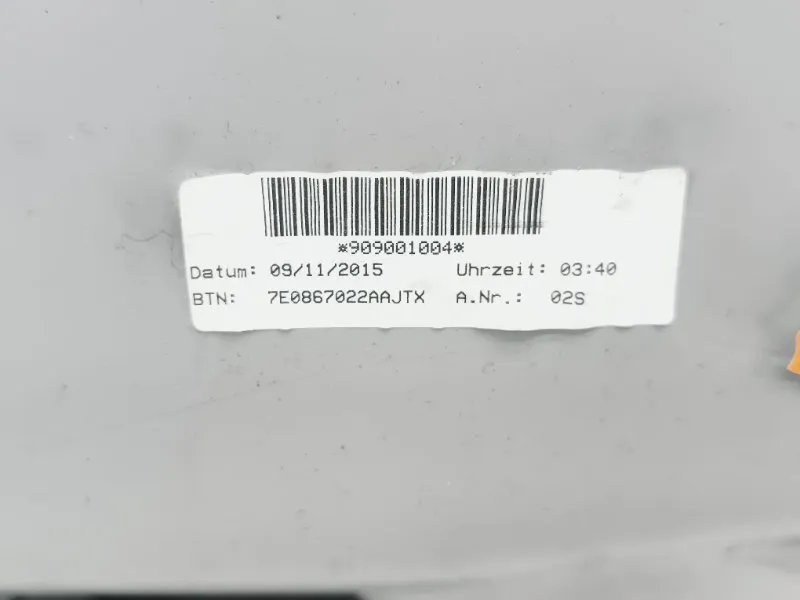 *909001004*
Datum: 09/11/2015 Uhrzeit: 03:40
BTN: 7E0867022AAJTX A.Nr.: 02S